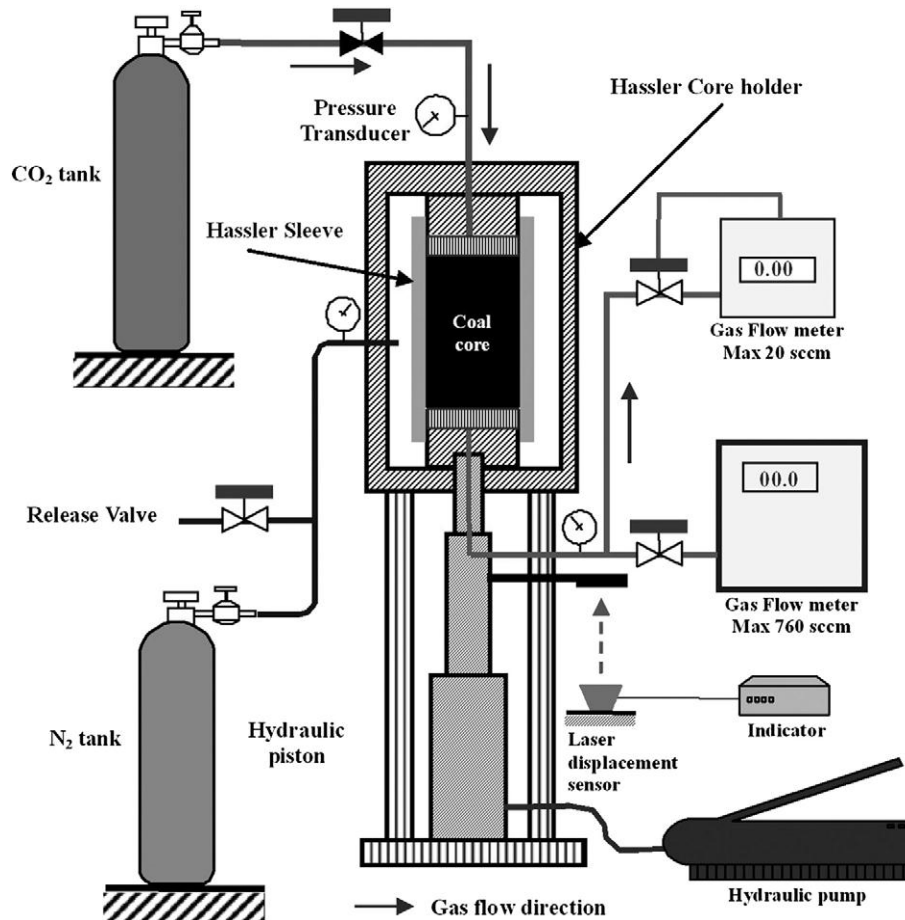 Hassler Core holder
Pressure
Transducer
CO₂ tank
Hassler Sleeve
0.00
Coal
core
Gas Flow meter
Max 20 sccm
00.0
Release Valve
Gas Flow meter
Max 760 sccm
N₂ tank
Hydraulic
piston
Laser
displacement
sensor
Indicator
Hydraulic pump
Gas flow direction